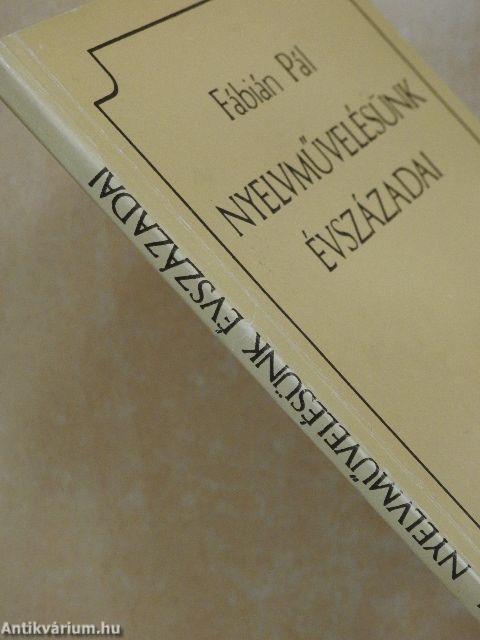 Fábián Pál
NYELVMŰVELÉSÜNK
ÉVSZÁZADAI
NYELVMŰVELÉSÜNK ÉVSZÁZADAI
Antikvárium.hu